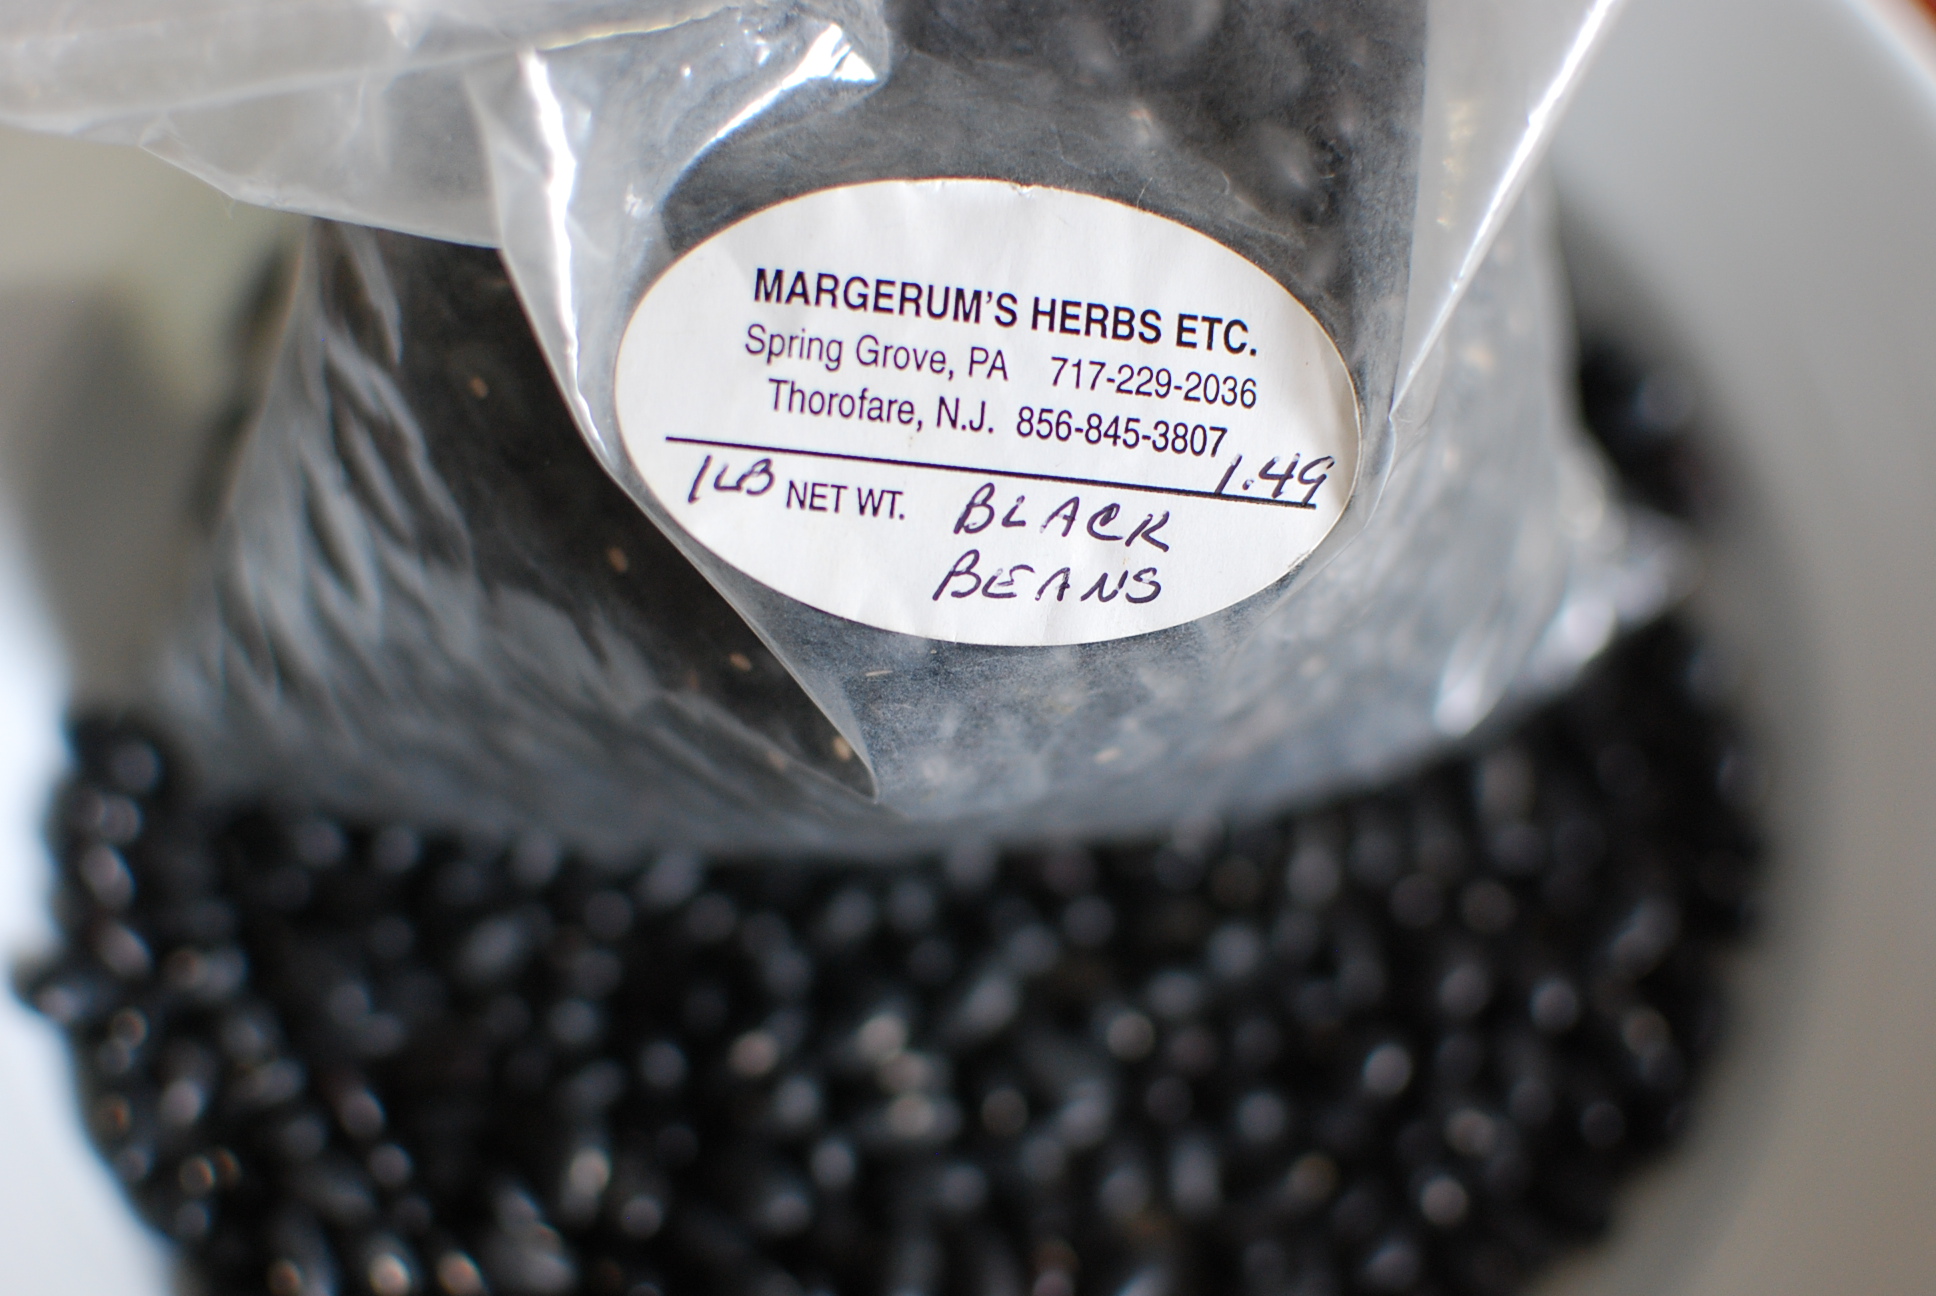 MARGERUM'S HERBS ETC.
Spring Grove, PA 717-229-2036
Thorofare, N.J. 856-845-3807
1.49
1LB NET WT. BLACK
BEANS